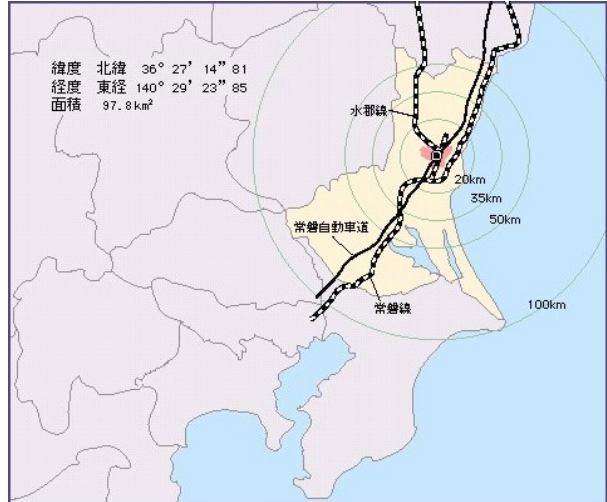 緯度 北緯 36° 27’ 14” 81
経度 東経 140° 29’ 23” 85
面積 97.8km²
水郡線
20km
35km
50km
常磐自動車道
100km
常磐線